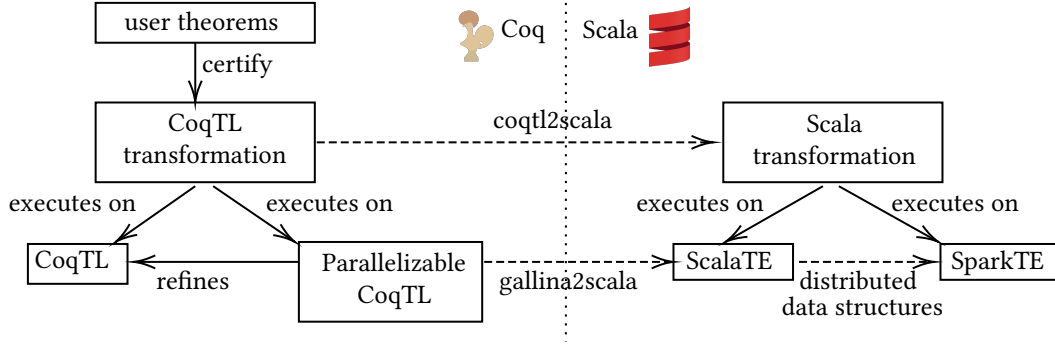 user theorems
Coq
Scala
certify
CoqTL
transformation
coqtl2scala
Scala
transformation
executes on
executes on
executes on
executes on
CoqTL
refines
Parallelizable
CoqTL
gallina2scala
ScalaTE
distributed
data structures
SparkTE